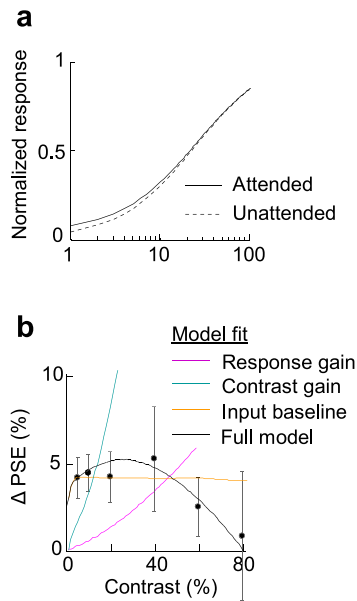 a
Normalized response
1
0.5
0
Attended
Unattended
1 10 100
b
Model fit
Response gain
Contrast gain
Input baseline
Full model
Δ PSE (%)
10
5
0
0 40 80
Contrast (%)